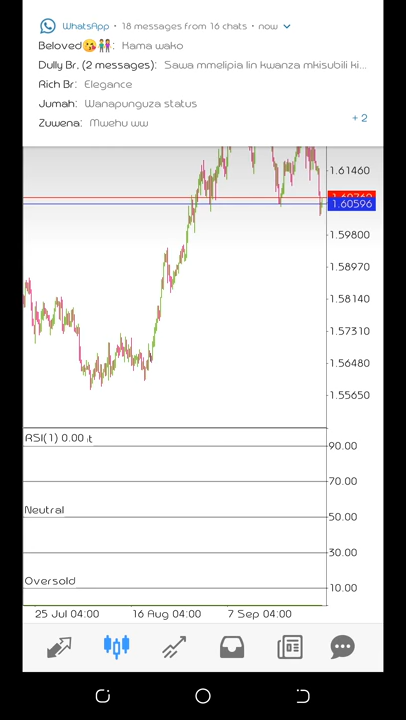 WhatsApp • 18 messages from 16 chats • now
Beloved😘👫: Kama wako
Dully Br, (2 messages): Sawa mmelipia lin kwanza mkisubili ki...
Rich Br: Elegance
Jumah: Wanapunguza status
Zuwena: Mwehu ww
+ 2
1.61460
1.60596
1.59800
1.58970
1.58140
1.57310
1.56480
1.55650
RSI(1) 0.00
90.00
70.00
Neutral
50.00
30.00
Oversold
10.00
25 Jul 04:00 16 Aug 04:00 7 Sep 04:00